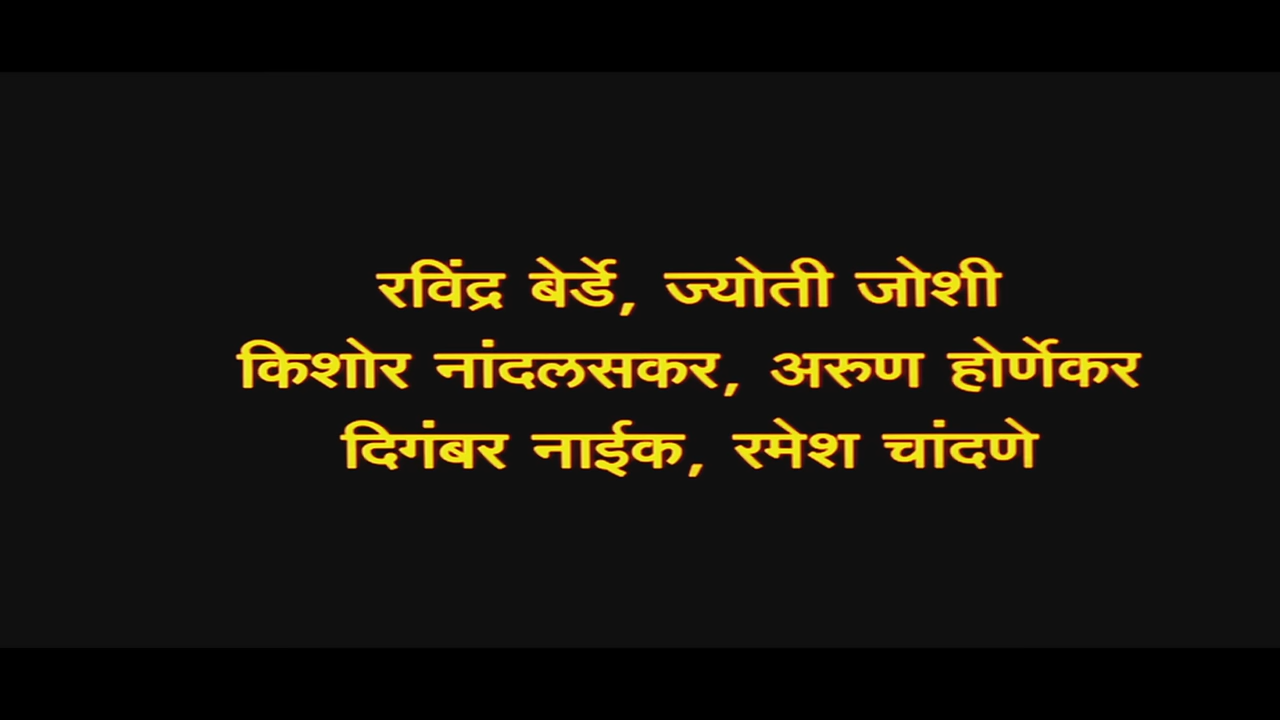 रविंद्र बेर्डे, ज्योती जोशी
किशोर नांदलसकर, अरुण होर्णेकर
दिगंबर नाईक, रमेश चांदणे